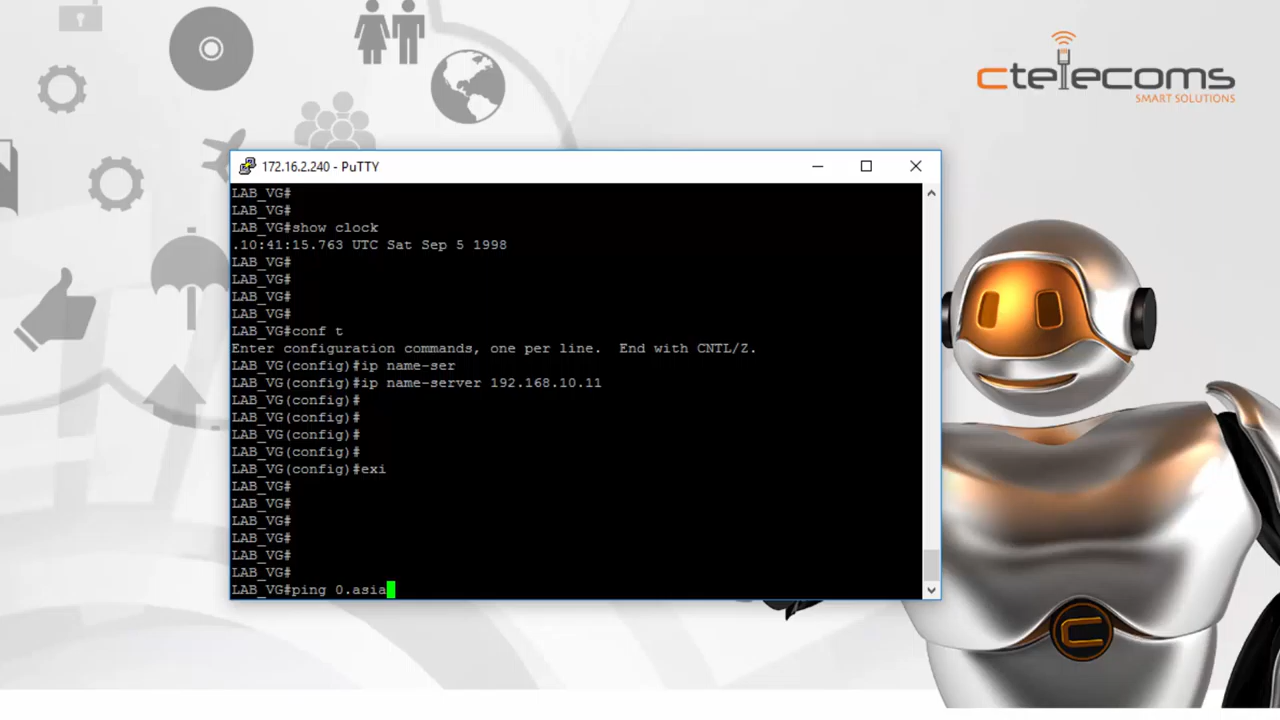 ctelecoms
SMART SOLUTIONS
172.16.2.240 - PuTTY
LAB_VG#
LAB_VG#
LAB_VG#show clock
.10:41:15.763 UTC Sat Sep 5 1998
LAB_VG#
LAB_VG#
LAB_VG#
LAB_VG#
LAB_VG#conf t
Enter configuration commands, one per line.  End with CNTL/Z.
LAB_VG(config)#ip name-ser
LAB_VG(config)#ip name-server 192.168.10.11
LAB_VG(config)#
LAB_VG(config)#
LAB_VG(config)#
LAB_VG(config)#
LAB_VG(config)#exi
LAB_VG#
LAB_VG#
LAB_VG#
LAB_VG#
LAB_VG#
LAB_VG#
LAB_VG#ping 0.asia